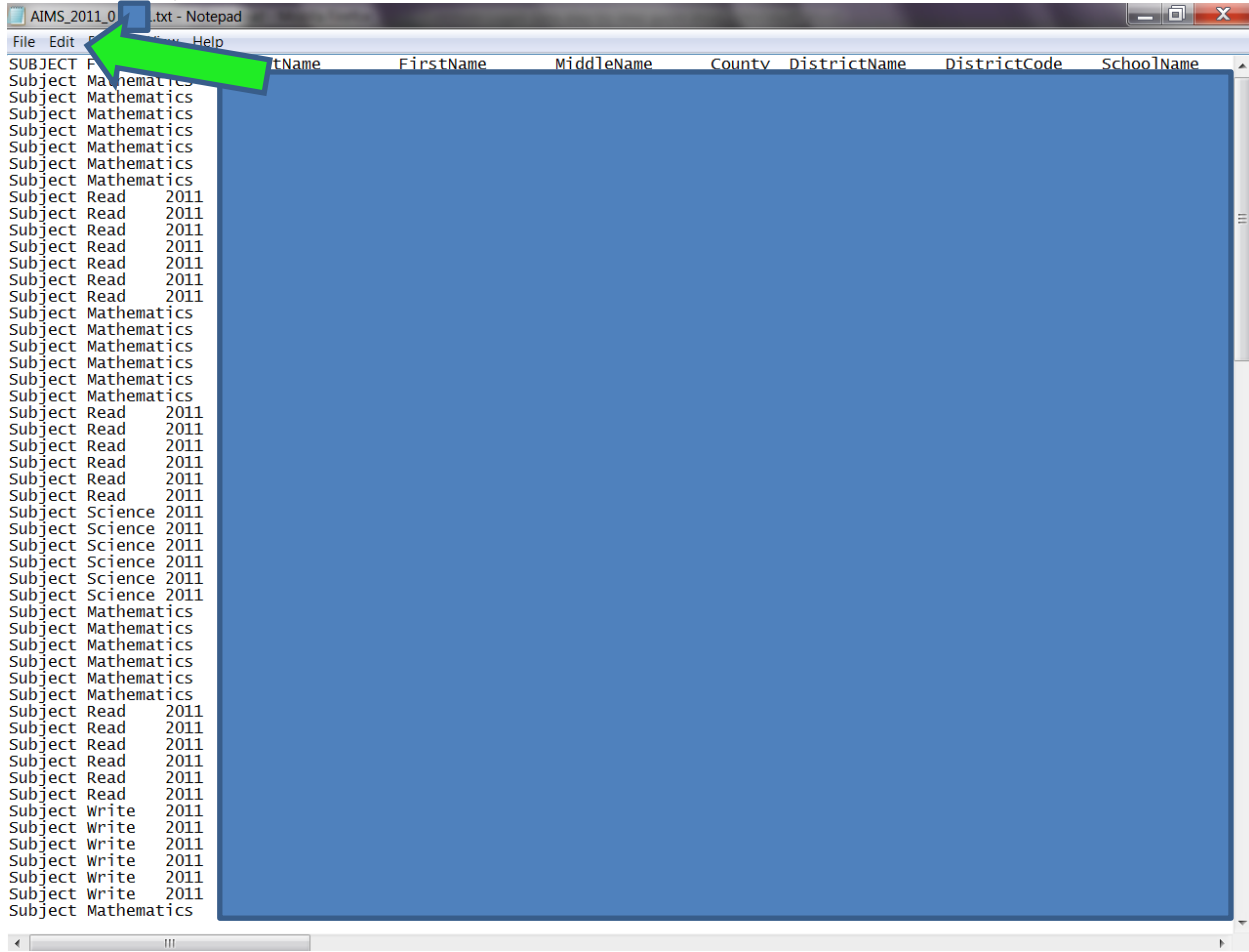 AIMS_2011_0 .txt - Notepad
File Edit Help
SUBJECT FirstName MiddleName County DistrictName DistrictCode SchoolName
Subject Mathematics
Subject Mathematics
Subject Mathematics
Subject Mathematics
Subject Mathematics
Subject Mathematics
Subject Mathematics
Subject Read 2011
Subject Read 2011
Subject Read 2011
Subject Read 2011
Subject Read 2011
Subject Read 2011
Subject Read 2011
Subject Mathematics
Subject Mathematics
Subject Mathematics
Subject Mathematics
Subject Mathematics
Subject Mathematics
Subject Read 2011
Subject Read 2011
Subject Read 2011
Subject Read 2011
Subject Read 2011
Subject Read 2011
Subject Science 2011
Subject Science 2011
Subject Science 2011
Subject Science 2011
Subject Science 2011
Subject Science 2011
Subject Mathematics
Subject Mathematics
Subject Mathematics
Subject Mathematics
Subject Mathematics
Subject Mathematics
Subject Read 2011
Subject Read 2011
Subject Read 2011
Subject Read 2011
Subject Read 2011
Subject Read 2011
Subject Write 2011
Subject Write 2011
Subject Write 2011
Subject Write 2011
Subject Write 2011
Subject Write 2011
Subject Mathematics